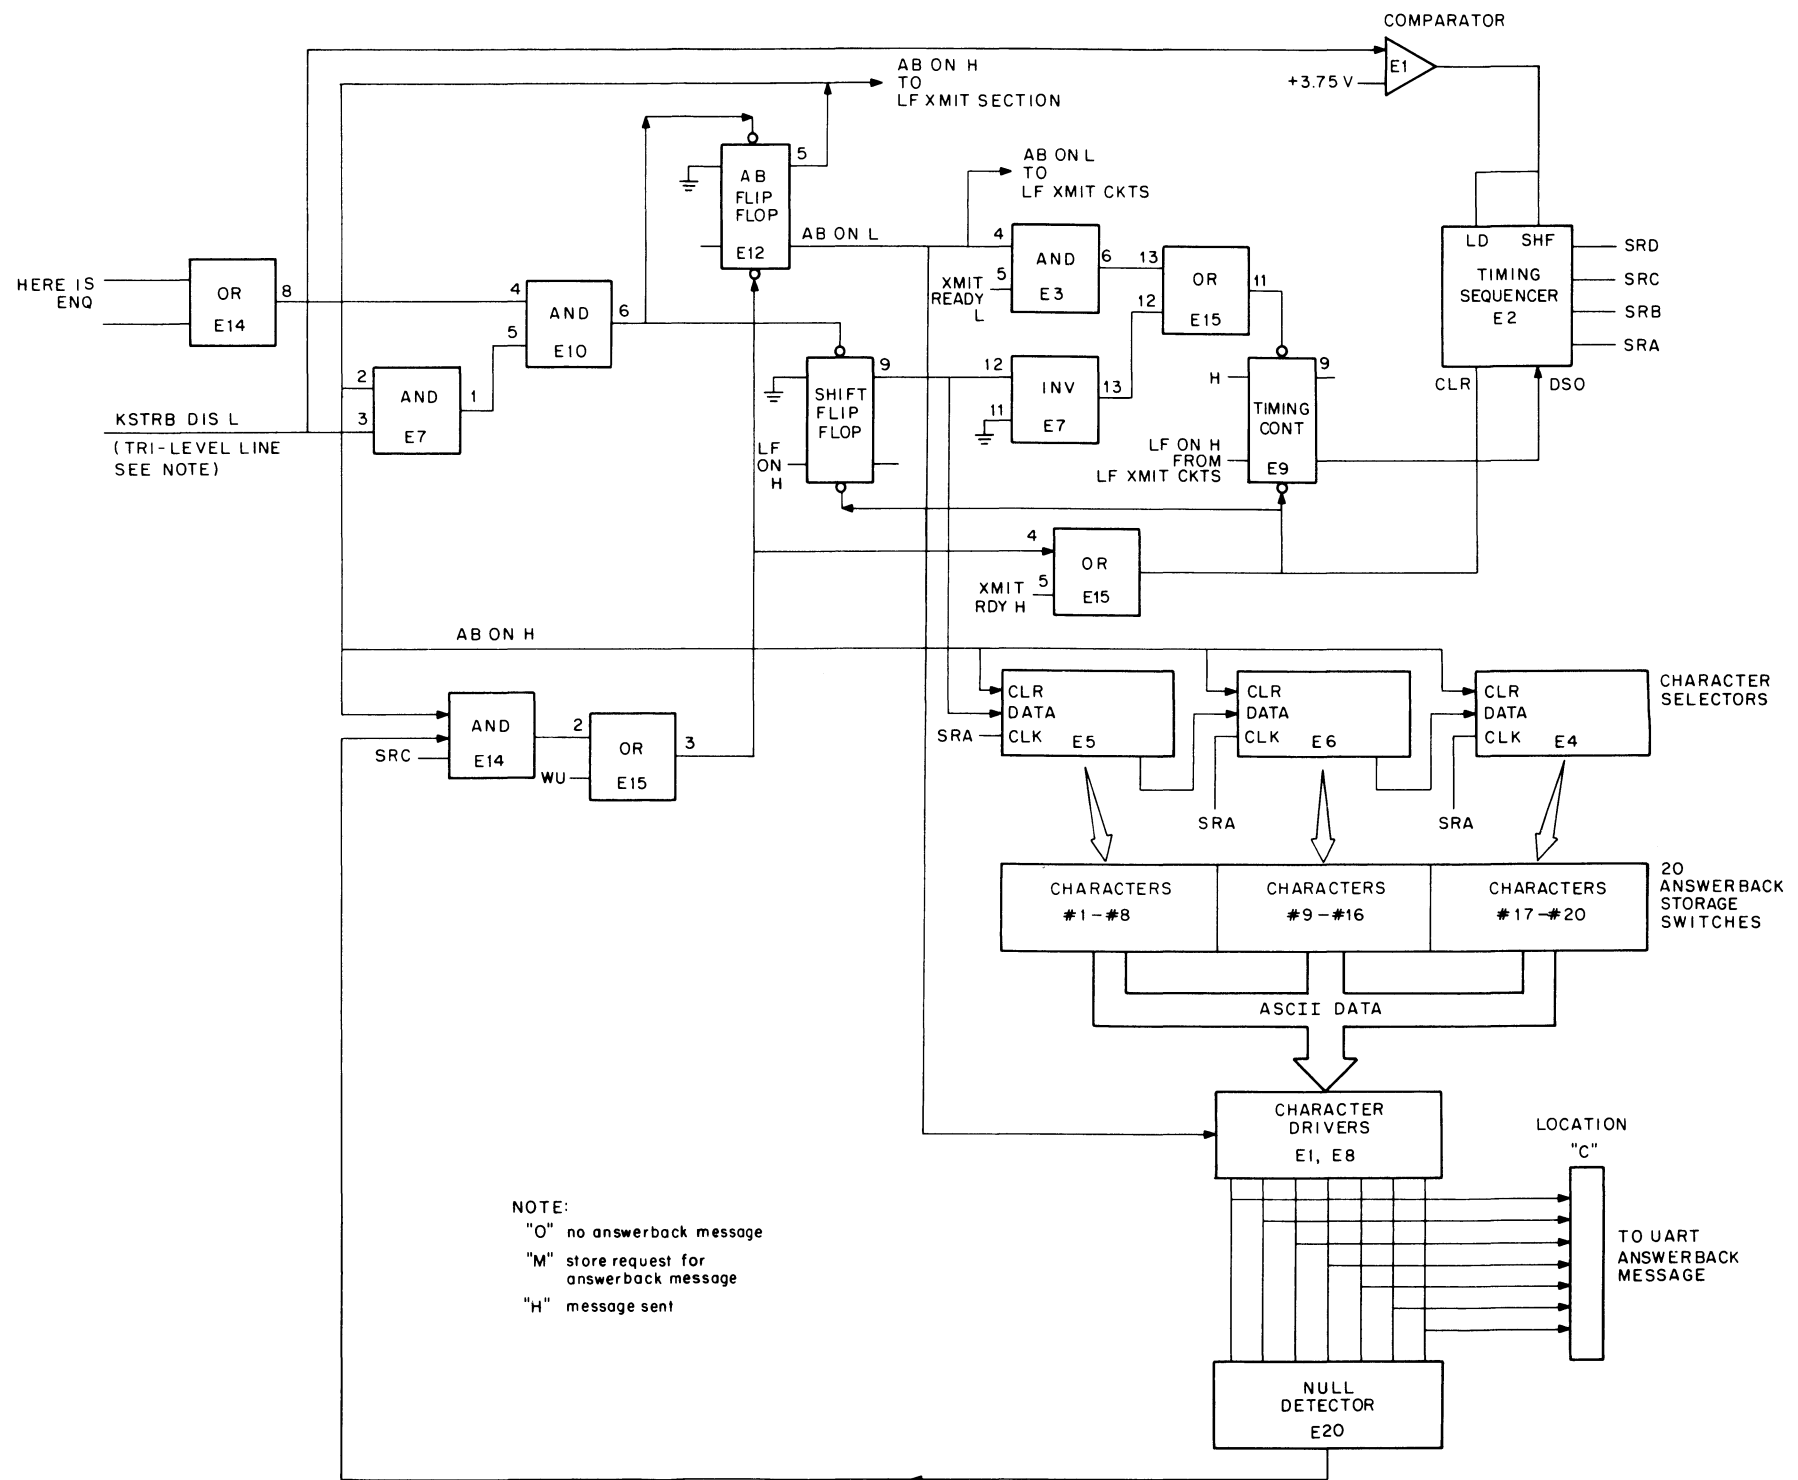 COMPARATOR
E1
+3.75 V
AB ON H
TO
LF XMIT SECTION
5
AB
FLIP
FLOP
E12
AB ON L
TO
LF XMIT CKTS
AB ON L
4
5
XMIT
READY
L
AND
E3
6
13
12
OR
E15
11
LD SHF
TIMING
SEQUENCER
E2
SRD
SRC
SRB
SRA
CLR
DSO
HERE IS
ENQ
OR
E14
8
4
5
AND
E10
6
2
3
AND
E7
1
KSTRB DIS L
(TRI-LEVEL LINE
SEE NOTE)
SHIFT
FLIP
FLOP
9
LF
ON
H
12
11
INV
E7
13
H
9
TIMING
CONT
E9
LF ON H
FROM
LF XMIT CKTS
4
5
XMIT
RDY H
OR
E15
AB ON H
AND
E14
SRC
2
WU
OR
E15
3
CLR
DATA
CLK
E5
SRA
CLR
DATA
CLK
E6
SRA
CLR
DATA
CLK
E4
SRA
CHARACTER
SELECTORS
CHARACTERS
#1-#8
CHARACTERS
#9-#16
CHARACTERS
#17-#20
20
ANSWERBACK
STORAGE
SWITCHES
ASCII DATA
CHARACTER
DRIVERS
E1, E8
LOCATION
"C"
TO UART
ANSWERBACK
MESSAGE
NULL
DETECTOR
E20
NOTE:
"O" no answerback message
"M" store request for
answerback message
"H" message sent